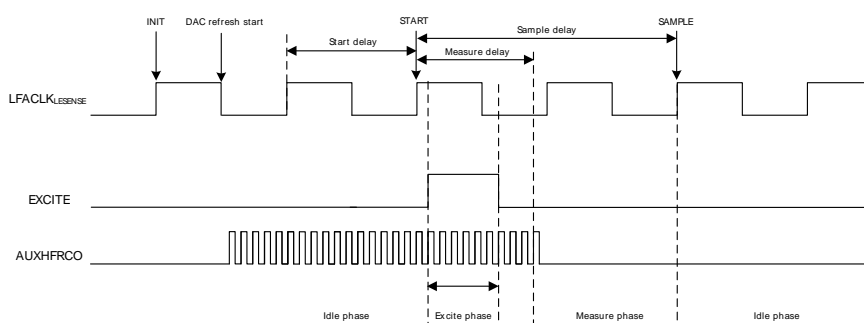 INIT
DAC refresh start
START
SAMPLE
Start delay
Sample delay
Measure delay
LFACLKLESENSE
EXCITE
AUXHFRCO
Idle phase
Excite phase
Measure phase
Idle phase